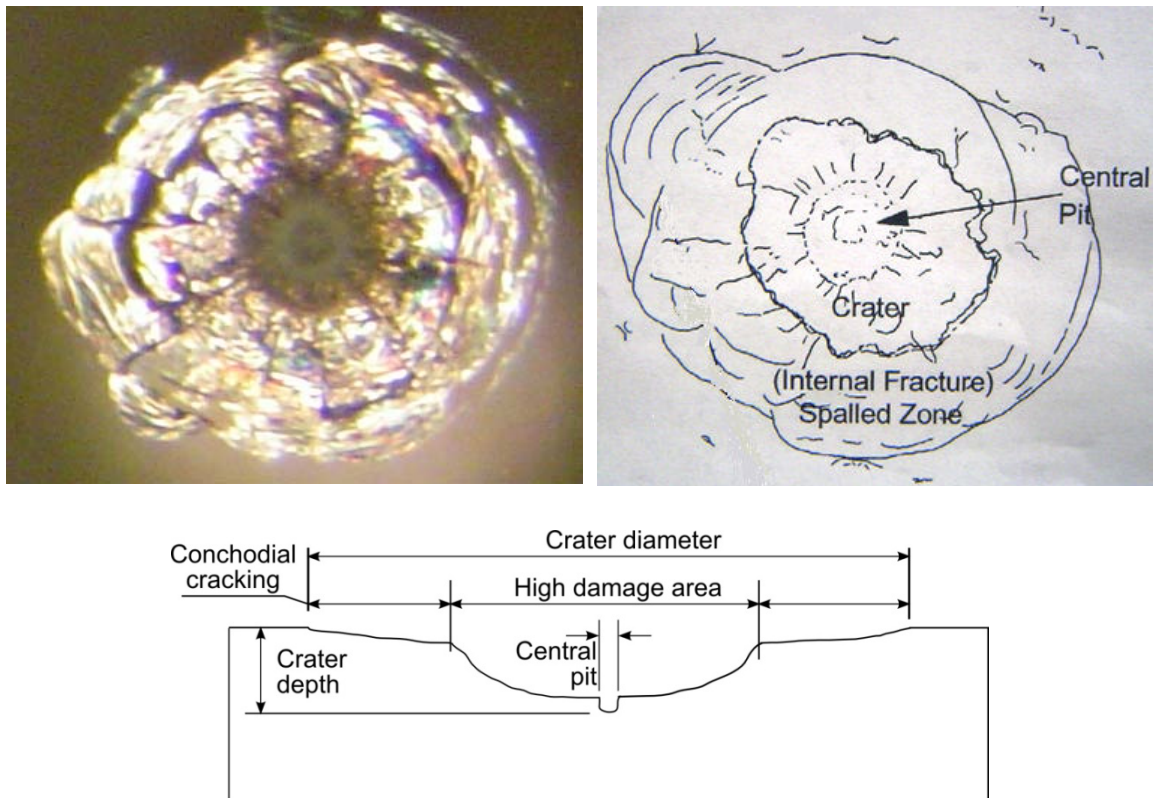 Central
Pit
Crater
(Internal Fracture)
Spalled Zone
Crater diameter
Conchodial
cracking
High damage area
Crater
depth
Central
pit